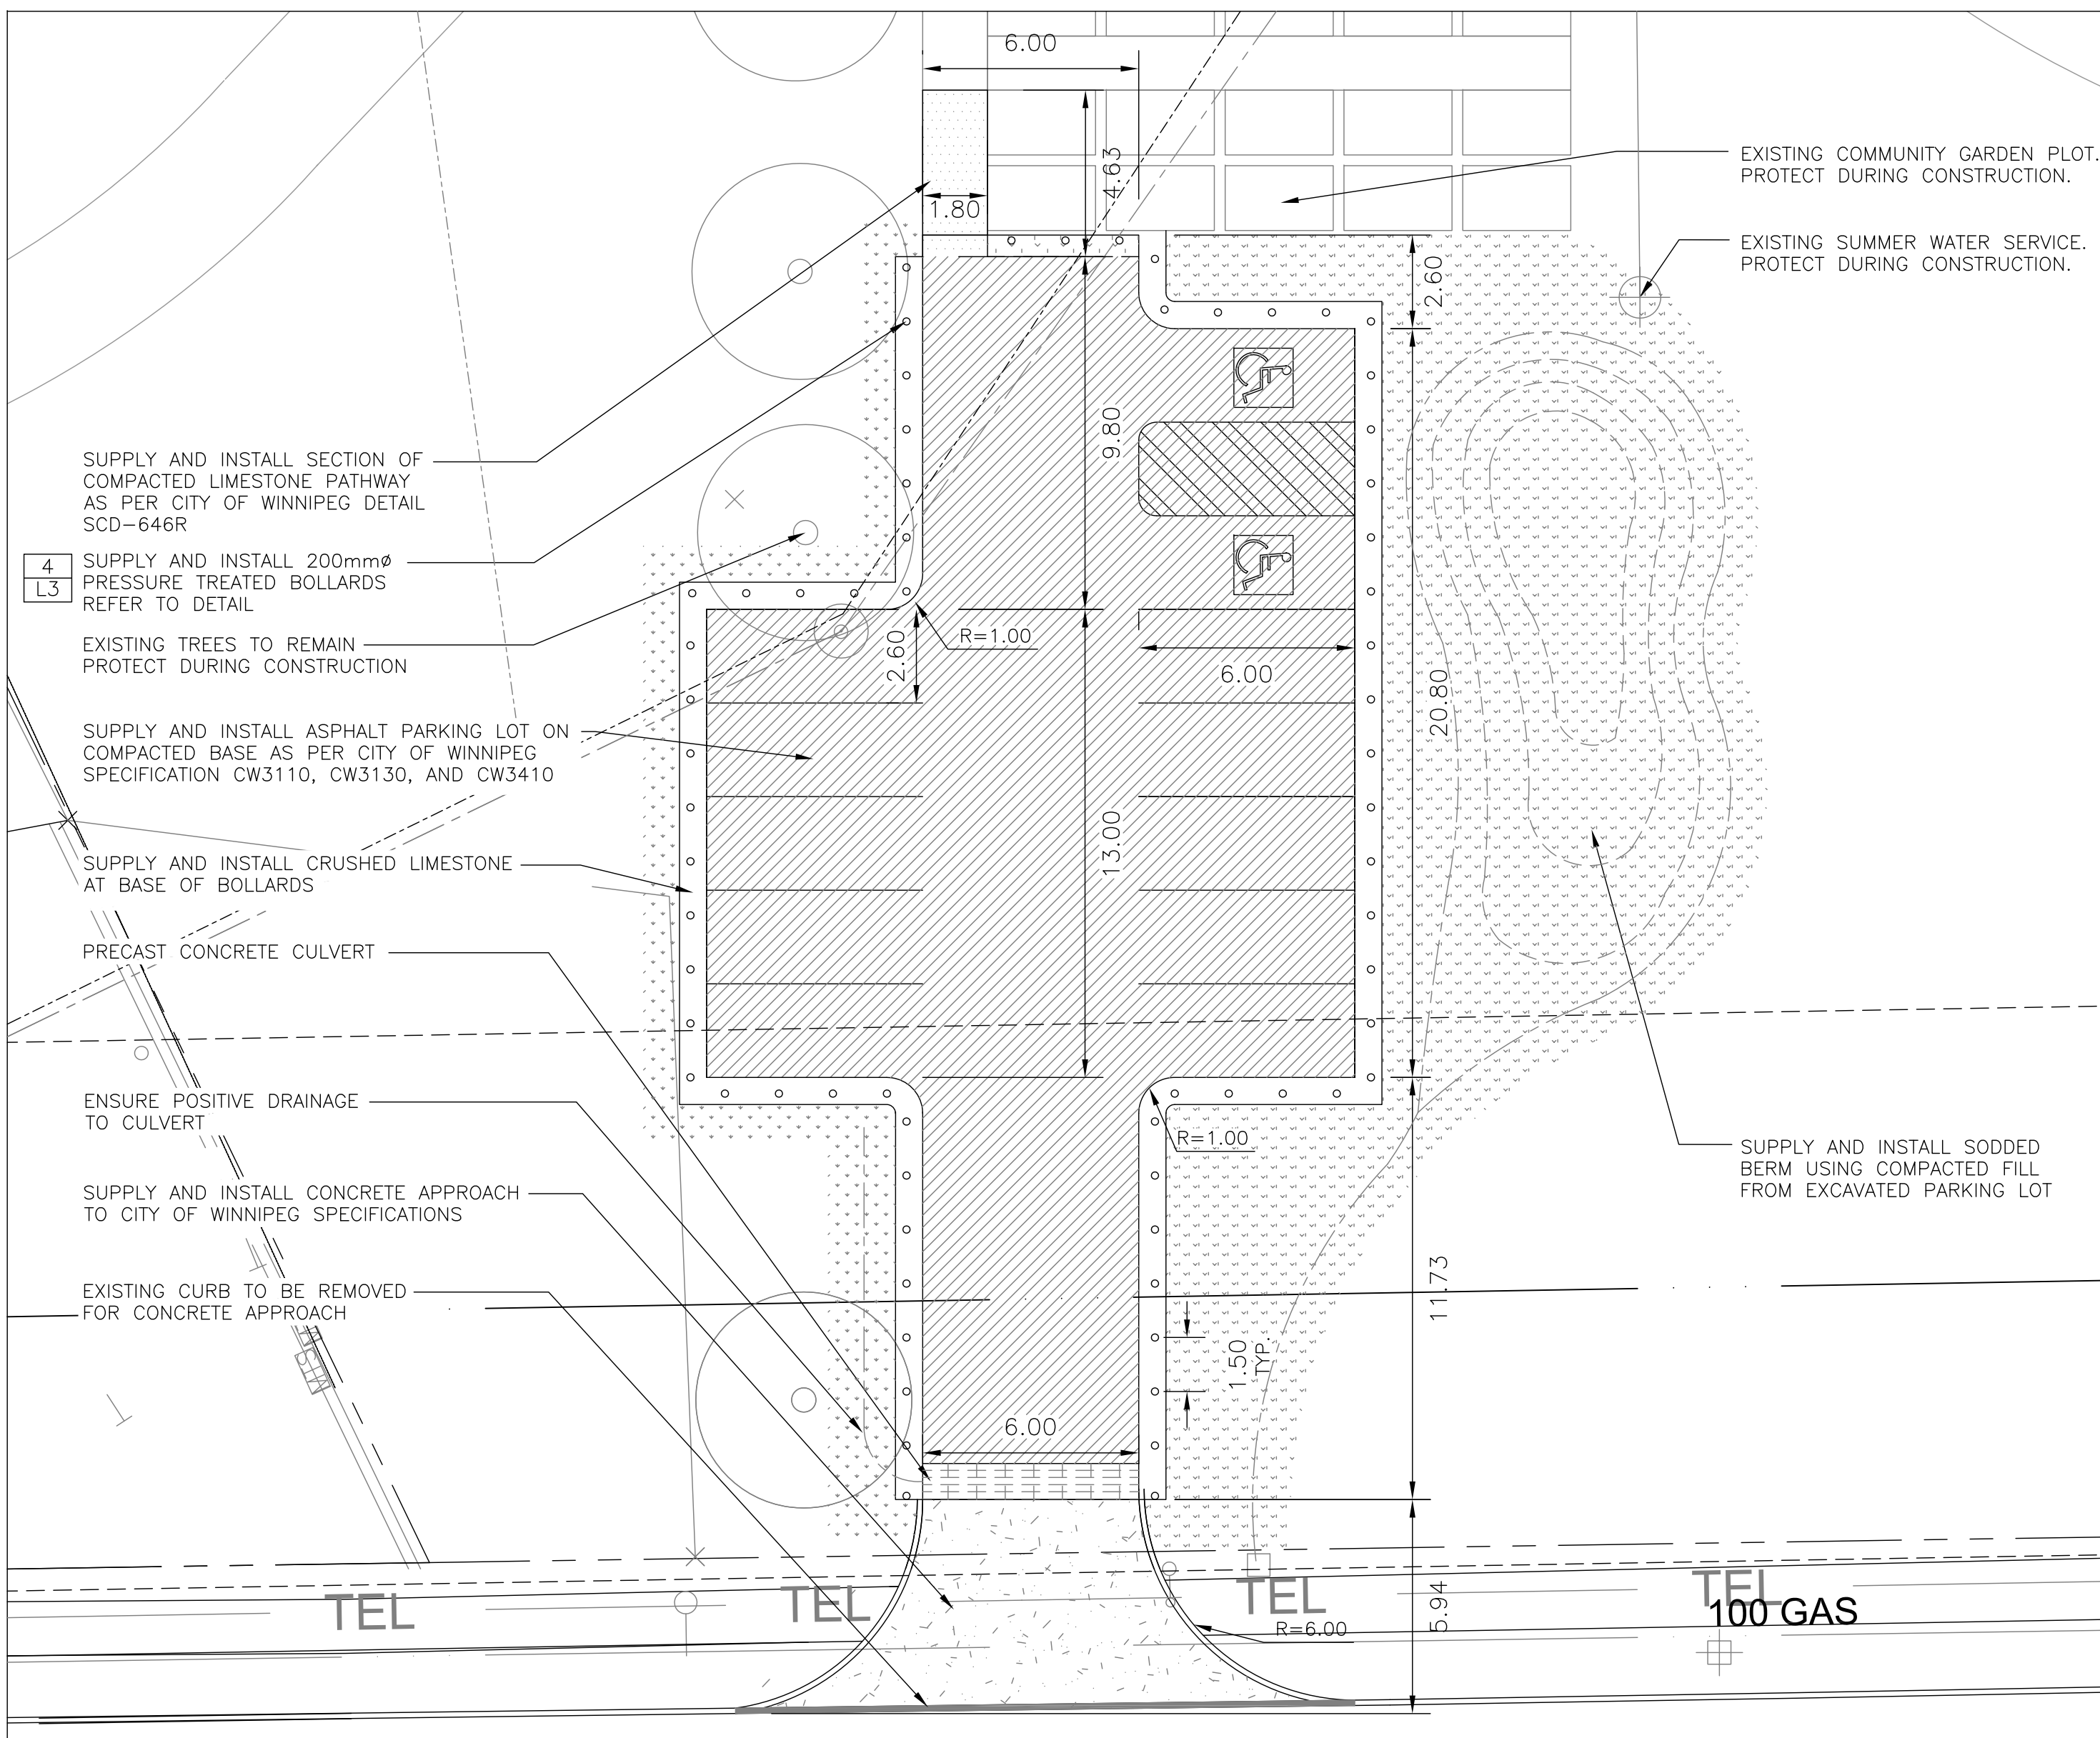 6.00
4.63
1.80
EXISTING COMMUNITY GARDEN PLOT.
PROTECT DURING CONSTRUCTION.
EXISTING SUMMER WATER SERVICE.
PROTECT DURING CONSTRUCTION.
2.60
9.80
SUPPLY AND INSTALL SECTION OF
COMPACTED LIMESTONE PATHWAY
AS PER CITY OF WINNIPEG DETAIL
SCD-646R
4
L3
SUPPLY AND INSTALL 200mmø
PRESSURE TREATED BOLLARDS
REFER TO DETAIL
EXISTING TREES TO REMAIN
PROTECT DURING CONSTRUCTION
R=1.00
2.60
6.00
20.80
SUPPLY AND INSTALL ASPHALT PARKING LOT ON
COMPACTED BASE AS PER CITY OF WINNIPEG
SPECIFICATION CW3110, CW3130, AND CW3410
13.00
SUPPLY AND INSTALL CRUSHED LIMESTONE
AT BASE OF BOLLARDS
PRECAST CONCRETE CULVERT
ENSURE POSITIVE DRAINAGE
TO CULVERT
R=1.00
SUPPLY AND INSTALL SODDED
BERM USING COMPACTED FILL
FROM EXCAVATED PARKING LOT
SUPPLY AND INSTALL CONCRETE APPROACH
TO CITY OF WINNIPEG SPECIFICATIONS
EXISTING CURB TO BE REMOVED
FOR CONCRETE APPROACH
11.73
1.50
TYP.
6.00
TEL
TEL
TEL
TEL
100 GAS
5.94
R=6.00